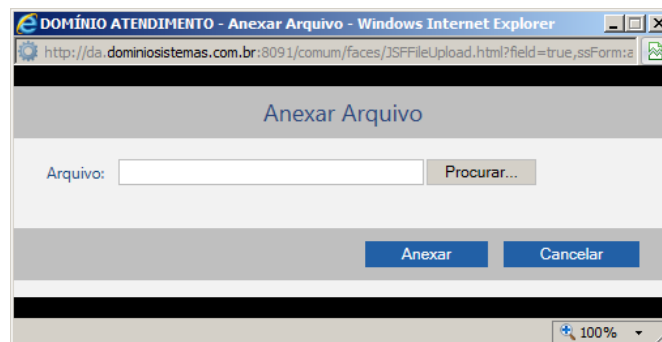 DOMÍNIO ATENDIMENTO - Anexar Arquivo - Windows Internet Explorer
http://da.dominiosistemas.com.br:8091/comum/faces/JSFFileUpload.html?field=true,ssForm:a
Anexar Arquivo
Arquivo: Procurar...
Anexar Cancelar
100%